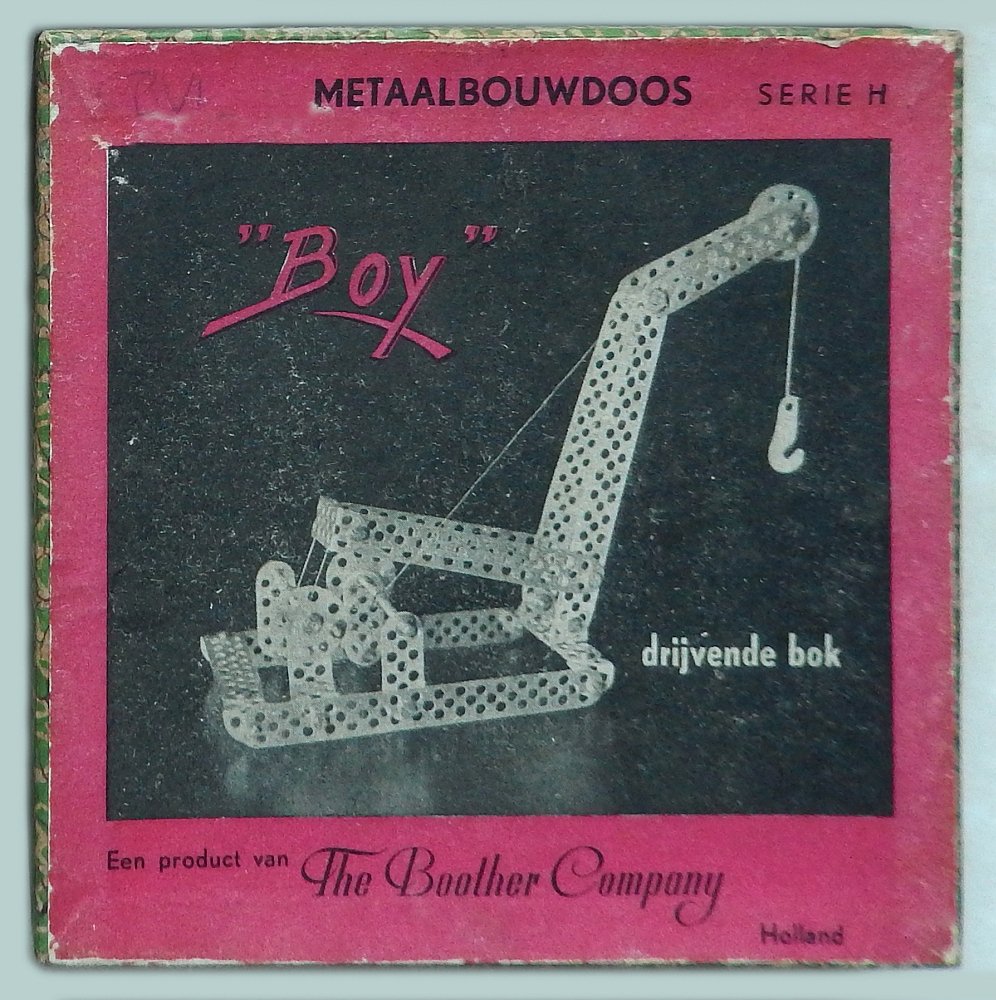 METAALBOUWDOOS SERIE H
"Boy"
drijvende bok
Een product van The Boother Company
Holland